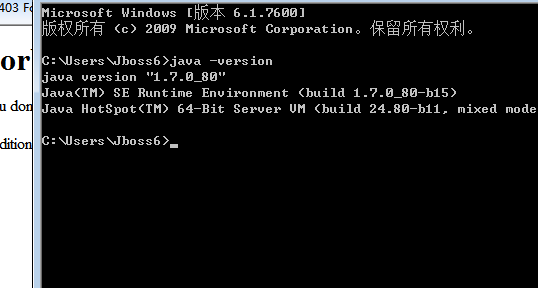 403 Fo
or
u don
dition
Microsoft Windows [版本 6.1.7600]
版权所有 (c) 2009 Microsoft Corporation。保留所有权利。
C:\Users\Jboss6>java -version
java version "1.7.0_80"
Java(TM) SE Runtime Environment (build 1.7.0_80-b15)
Java HotSpot(TM) 64-Bit Server VM (build 24.80-b11, mixed mode
C:\Users\Jboss6>_